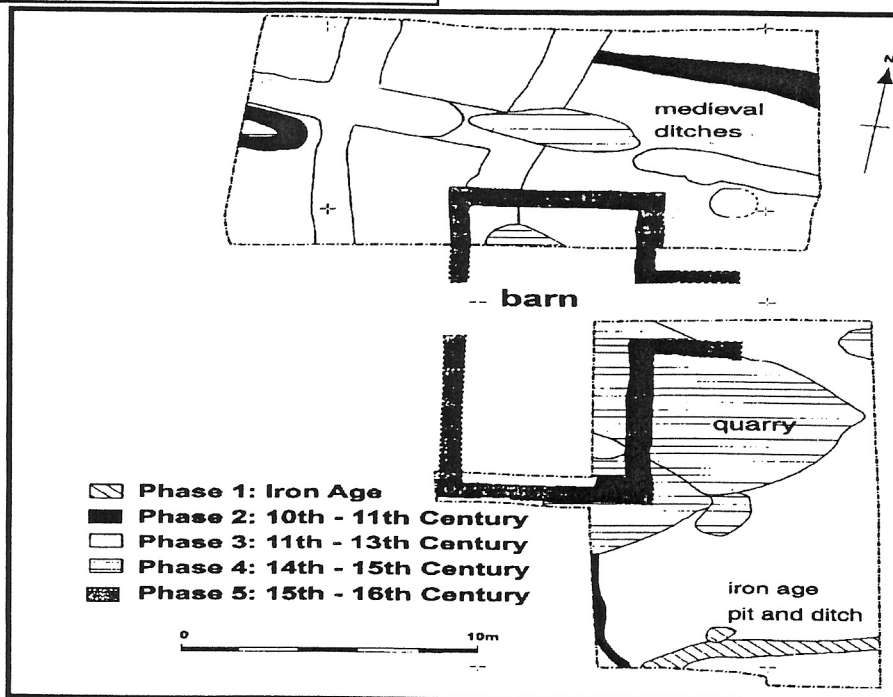 N
medieval
ditches
barn
quarry
Phase 1: Iron Age
Phase 2: 10th - 11th Century
Phase 3: 11th - 13th Century
Phase 4: 14th - 15th Century
Phase 5: 15th - 16th Century
iron age
pit and ditch
0
10m